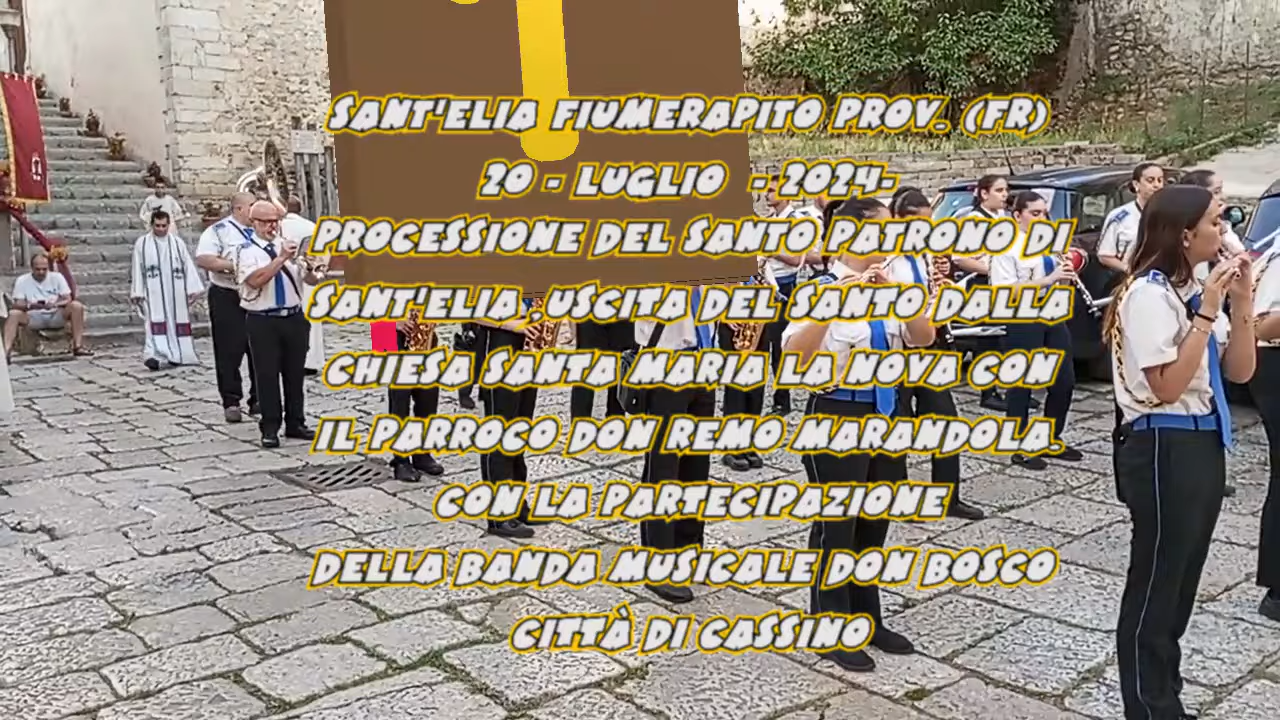 SANT'ELIA FIUMERAPITO PROV. (FR)
20 - LUGLIO - 2024-
PROCESSIONE DEL SANTO PATRONO DI
SANT'ELIA ,USCITA DEL SANTO DALLA
CHIESA SANTA MARIA LA NOVA CON
IL PARROCO DON REMO MARANDOLA.
CON LA PARTECIPAZIONE
DELLA BANDA MUSICALE DON BOSCO
CITTÀ DI CASSINO